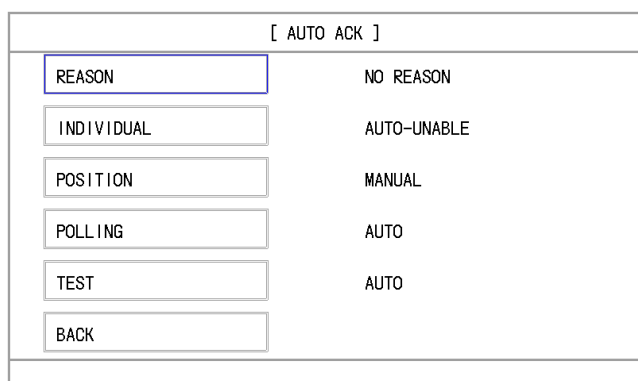 [ AUTO ACK ]
REASON NO REASON
INDIVIDUAL AUTO-UNABLE
POSITION MANUAL
POLLING AUTO
TEST AUTO
BACK